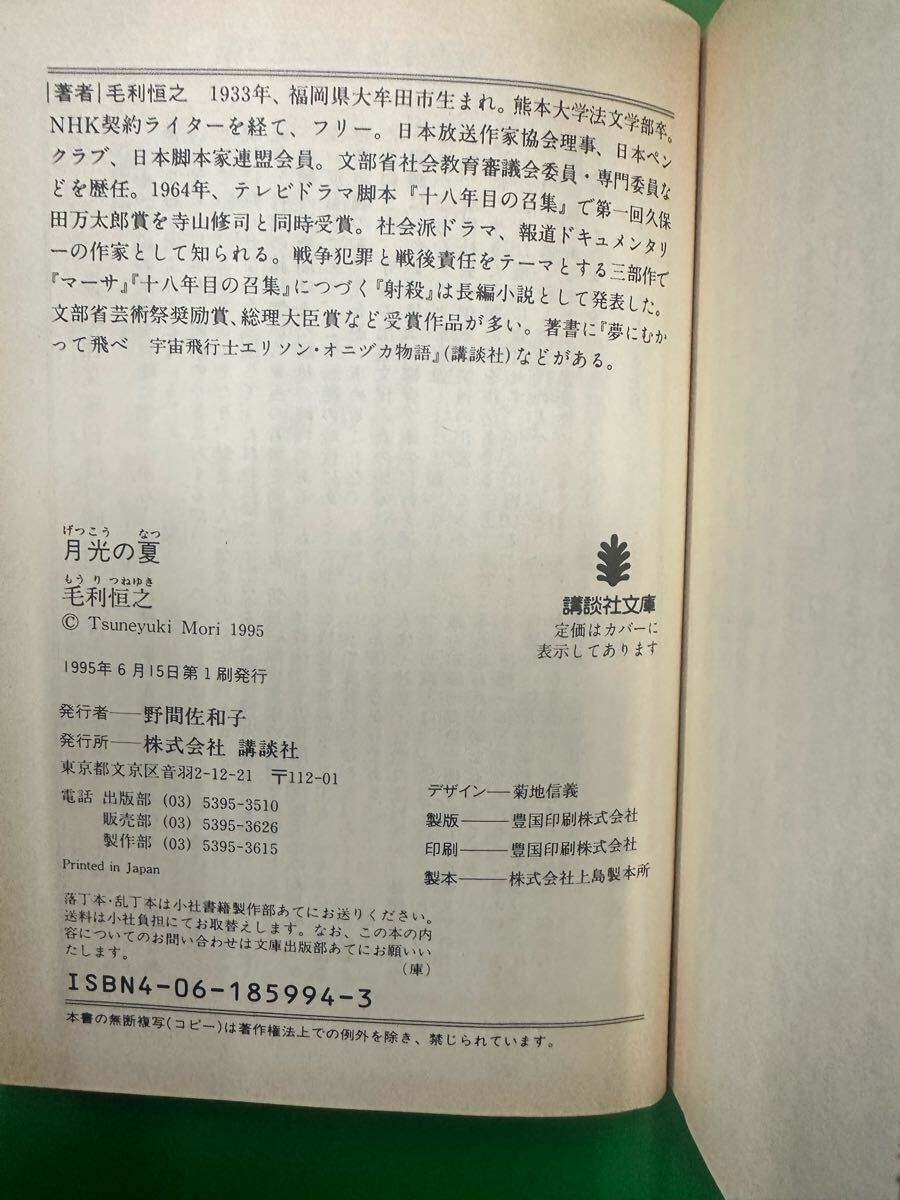 |著者|毛利恒之　1933年、福岡県大牟田市生まれ。熊本大学法文学部卒。
NHK契約ライターを経て、フリー。日本放送作家協会理事、日本ペン
クラブ、日本脚本家連盟会員。文部省社会教育審議会委員・専門委員な
どを歴任。1964年、テレビドラマ脚本『十八年目の召集』で第一回久保
田万太郎賞を寺山修司と同時受賞。社会派ドラマ、報道ドキュメンタリ
ーの作家として知られる。戦争犯罪と戦後責任をテーマとする三部作で
『マーサ』『十八年目の召集』につづく『射殺』は長編小説として発表した。
文部省芸術祭奨励賞、総理大臣賞など受賞作品が多い。著書に『夢にむか
って飛べ　宇宙飛行士エリソン・オニヅカ物語』(講談社)などがある。
げっこう　なつ
月光の夏
もうり つねゆき
毛利恒之
© Tsuneyuki Mori 1995
1995年6月15日第1刷発行
発行者――野間佐和子
発行所――株式会社 講談社
東京都文京区音羽2-12-21　〒112-01
電話 出版部 (03) 5395-3510
販売部 (03) 5395-3626
製作部 (03) 5395-3615
Printed in Japan
講談社文庫
定価はカバーに
表示してあります
デザイン―菊地信義
製版――豊国印刷株式会社
印刷――豊国印刷株式会社
製本――株式会社上島製本所
落丁本・乱丁本は小社書籍製作部あてにお送りください。
送料は小社負担にてお取替えします。なお、この本の内
容についてのお問い合わせは文庫出版部あてにお願いい
たします。
(庫)
ISBN4-06-185994-3
本書の無断複写(コピー)は著作権法上での例外を除き、禁じられています。